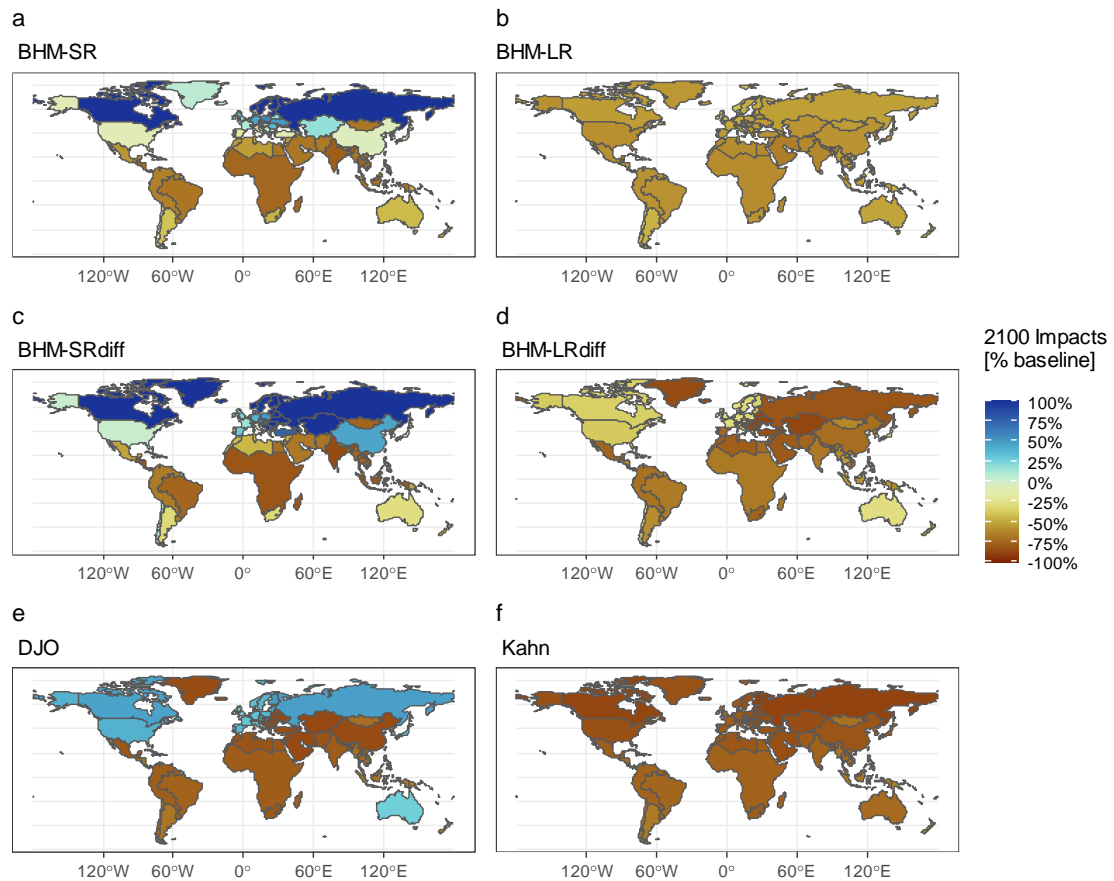 a
BHM-SR
120°W 60°W 0° 60°E 120°E
b
BHM-LR
120°W 60°W 0° 60°E 120°E
c
BHM-SRdiff
120°W 60°W 0° 60°E 120°E
d
BHM-LRdiff
120°W 60°W 0° 60°E 120°E
2100 Impacts
[% baseline]
100%
75%
50%
25%
0%
-25%
-50%
-75%
-100%
e
DJO
120°W 60°W 0° 60°E 120°E
f
Kahn
120°W 60°W 0° 60°E 120°E